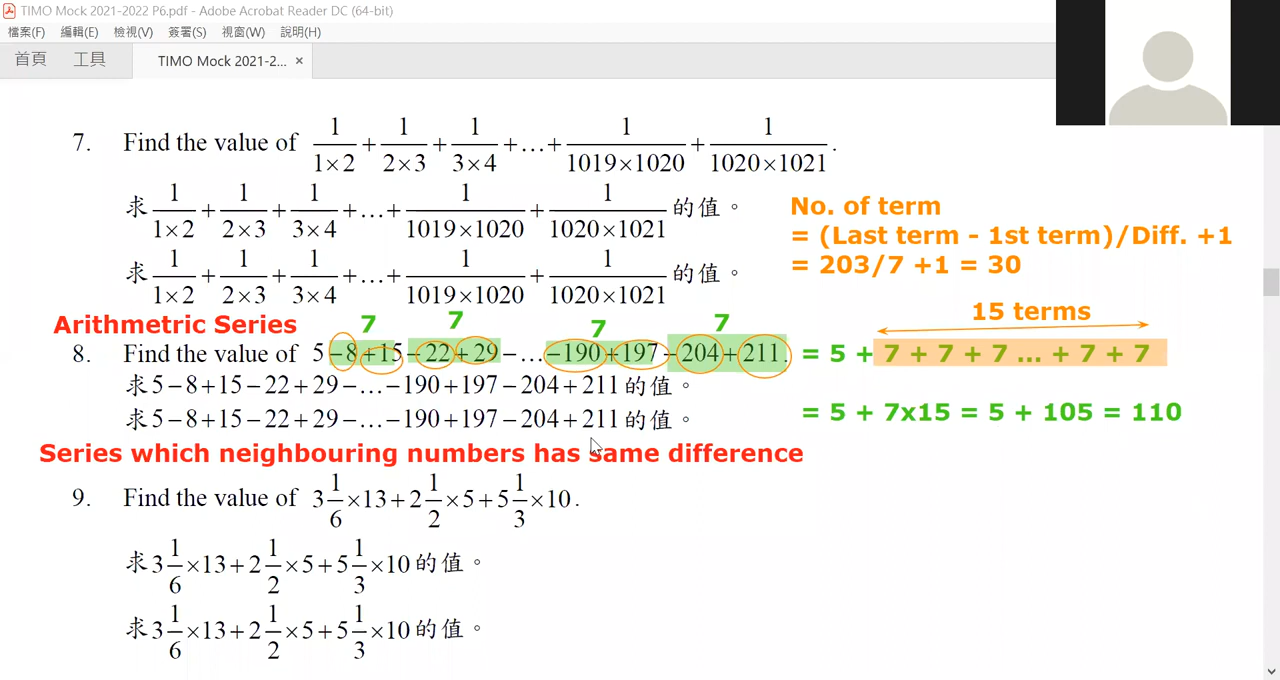 TIMO Mock 2021-2022 P6.pdf - Adobe Acrobat Reader DC (64-bit)
檔案(F) 編輯(E) 檢視(V) 簽署(S) 視窗(W) 說明(H)
首頁 工具 TIMO Mock 2021-2... ×
7. Find the value of 1/(1×2) + 1/(2×3) + 1/(3×4) + … + 1/(1019×1020) + 1/(1020×1021) .
求 1/(1×2) + 1/(2×3) + 1/(3×4) + … + 1/(1019×1020) + 1/(1020×1021) 的值。
求 1/(1×2) + 1/(2×3) + 1/(3×4) + … + 1/(1019×1020) + 1/(1020×1021) 的值。
No. of term
= (Last term - 1st term)/Diff. +1
= 203/7 +1 = 30
15 terms
Arithmetic Series 7 7 7 7
8. Find the value of 5−8+15−22+29−…−190+197−204+211. = 5 + 7 + 7 + 7 ... + 7 + 7
求5−8+15−22+29−…−190+197−204+211的值。
= 5 + 7x15 = 5 + 105 = 110
求5−8+15−22+29−…−190+197−204+211的值。
Series which neighbouring numbers has same difference
9. Find the value of 3 1/6 ×13+2 1/2 ×5+5 1/3 ×10 .
求3 1/6 ×13+2 1/2 ×5+5 1/3 ×10的值。
求3 1/6 ×13+2 1/2 ×5+5 1/3 ×10的值。